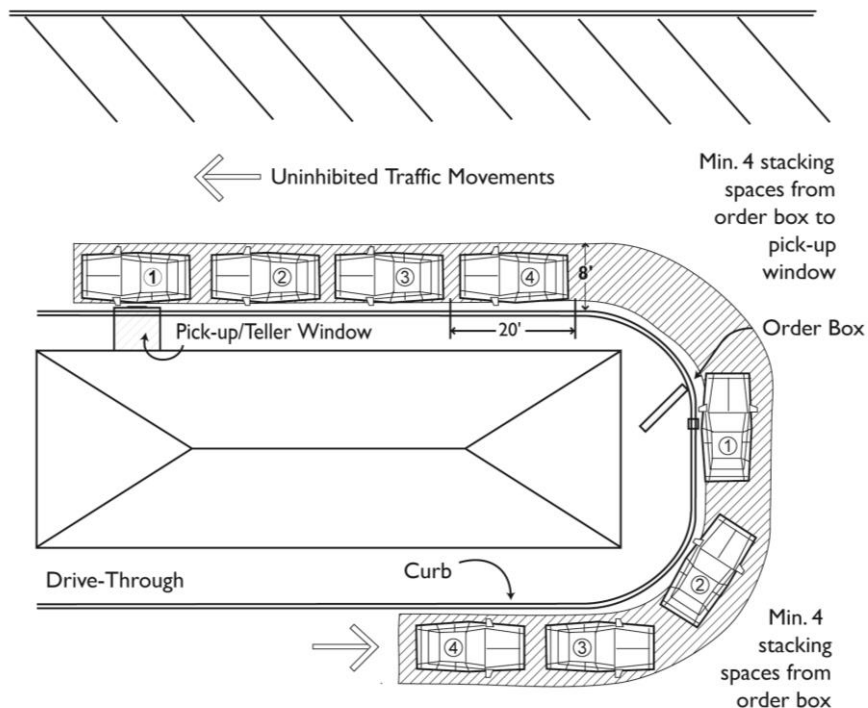 Min. 4 stacking
spaces from
order box to
pick-up
window
Uninhibited Traffic Movements
1
2
3
4
8'
20'
Pick-up/Teller Window
Order Box
1
2
Drive-Through
Curb
4
3
Min. 4
stacking
spaces from
order box